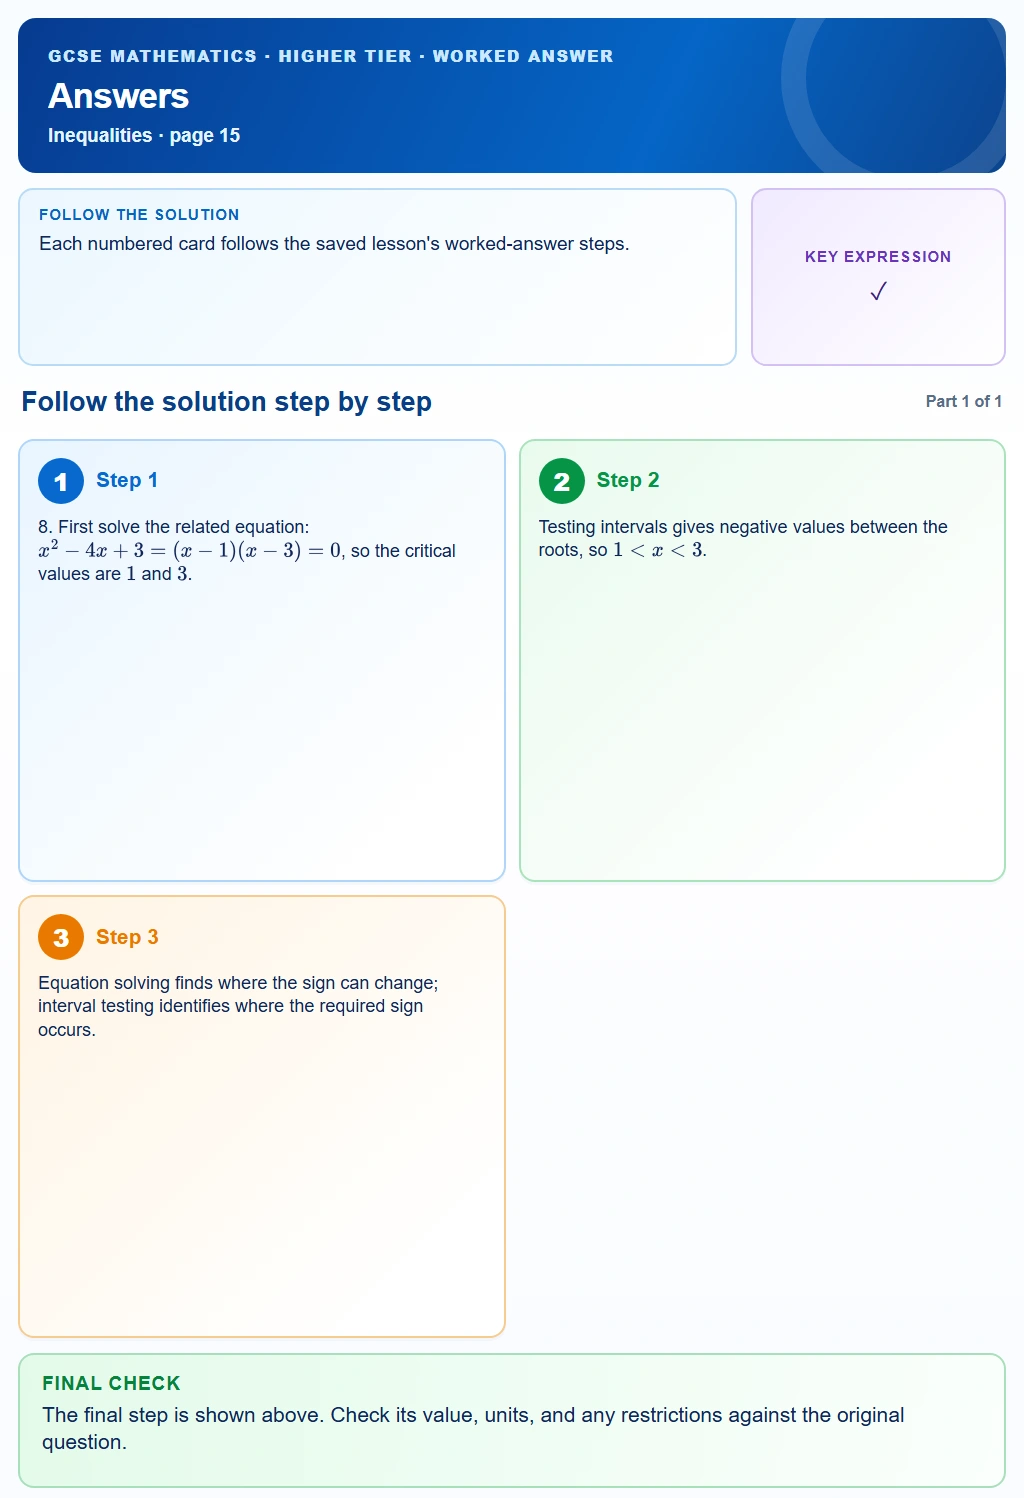 GCSE MATHEMATICS · HIGHER TIER · WORKED ANSWER
Answers
Inequalities · page 15
FOLLOW THE SOLUTION
Each numbered card follows the saved lesson's worked-answer steps.
KEY EXPRESSION
✓
Follow the solution step by step
Part 1 of 1
1 Step 1
8. First solve the related equation:
x² − 4x + 3 = (x − 1)(x − 3) = 0, so the critical
values are 1 and 3.
2 Step 2
Testing intervals gives negative values between the
roots, so 1 < x < 3.
3 Step 3
Equation solving finds where the sign can change;
interval testing identifies where the required sign
occurs.
FINAL CHECK
The final step is shown above. Check its value, units, and any restrictions against the original
question.